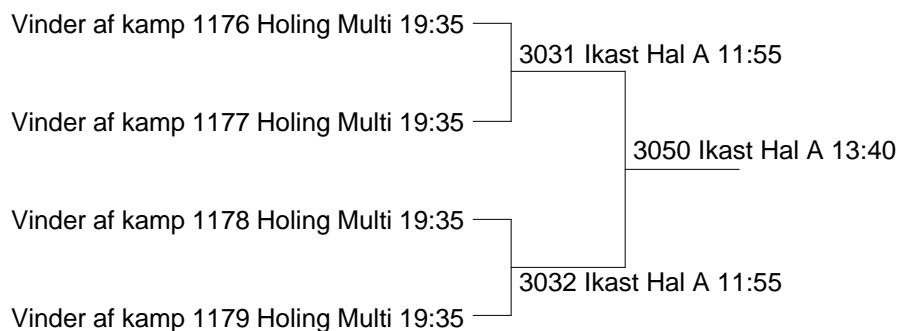 Vinder af kamp 1176 Holing Multi 19:35
3031 Ikast Hal A 11:55
Vinder af kamp 1177 Holing Multi 19:35
3050 Ikast Hal A 13:40
Vinder af kamp 1178 Holing Multi 19:35
3032 Ikast Hal A 11:55
Vinder af kamp 1179 Holing Multi 19:35